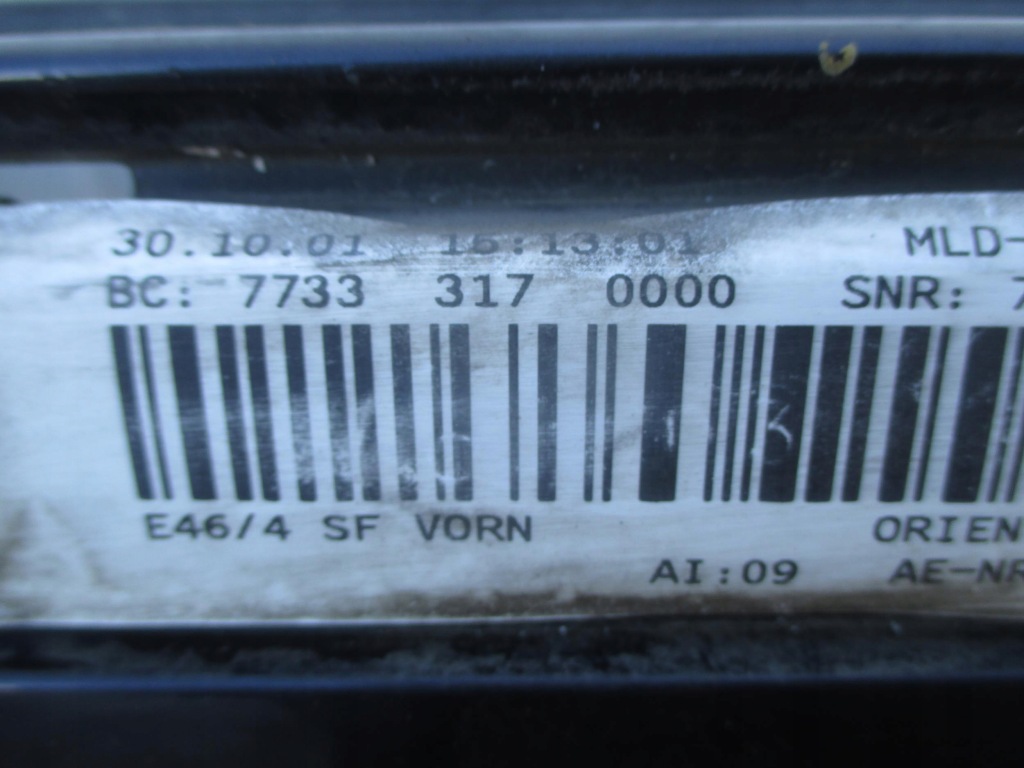 30.10.01 16:13:01 MLD-
BC: 7733 317 0000 SNR: 7
E46/4 SF VORN ORIEN
AI:09 AE-NR